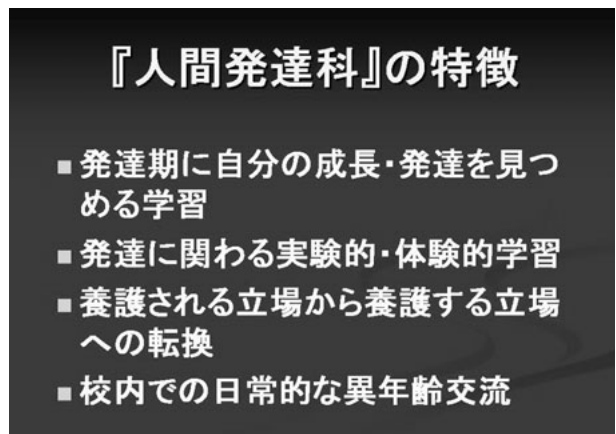 『人間発達科』の特徴
■ 発達期に自分の成長・発達を見つ
める学習
■ 発達に関わる実験的・体験的学習
■ 養護される立場から養護する立場
への転換
■ 校内での日常的な異年齢交流